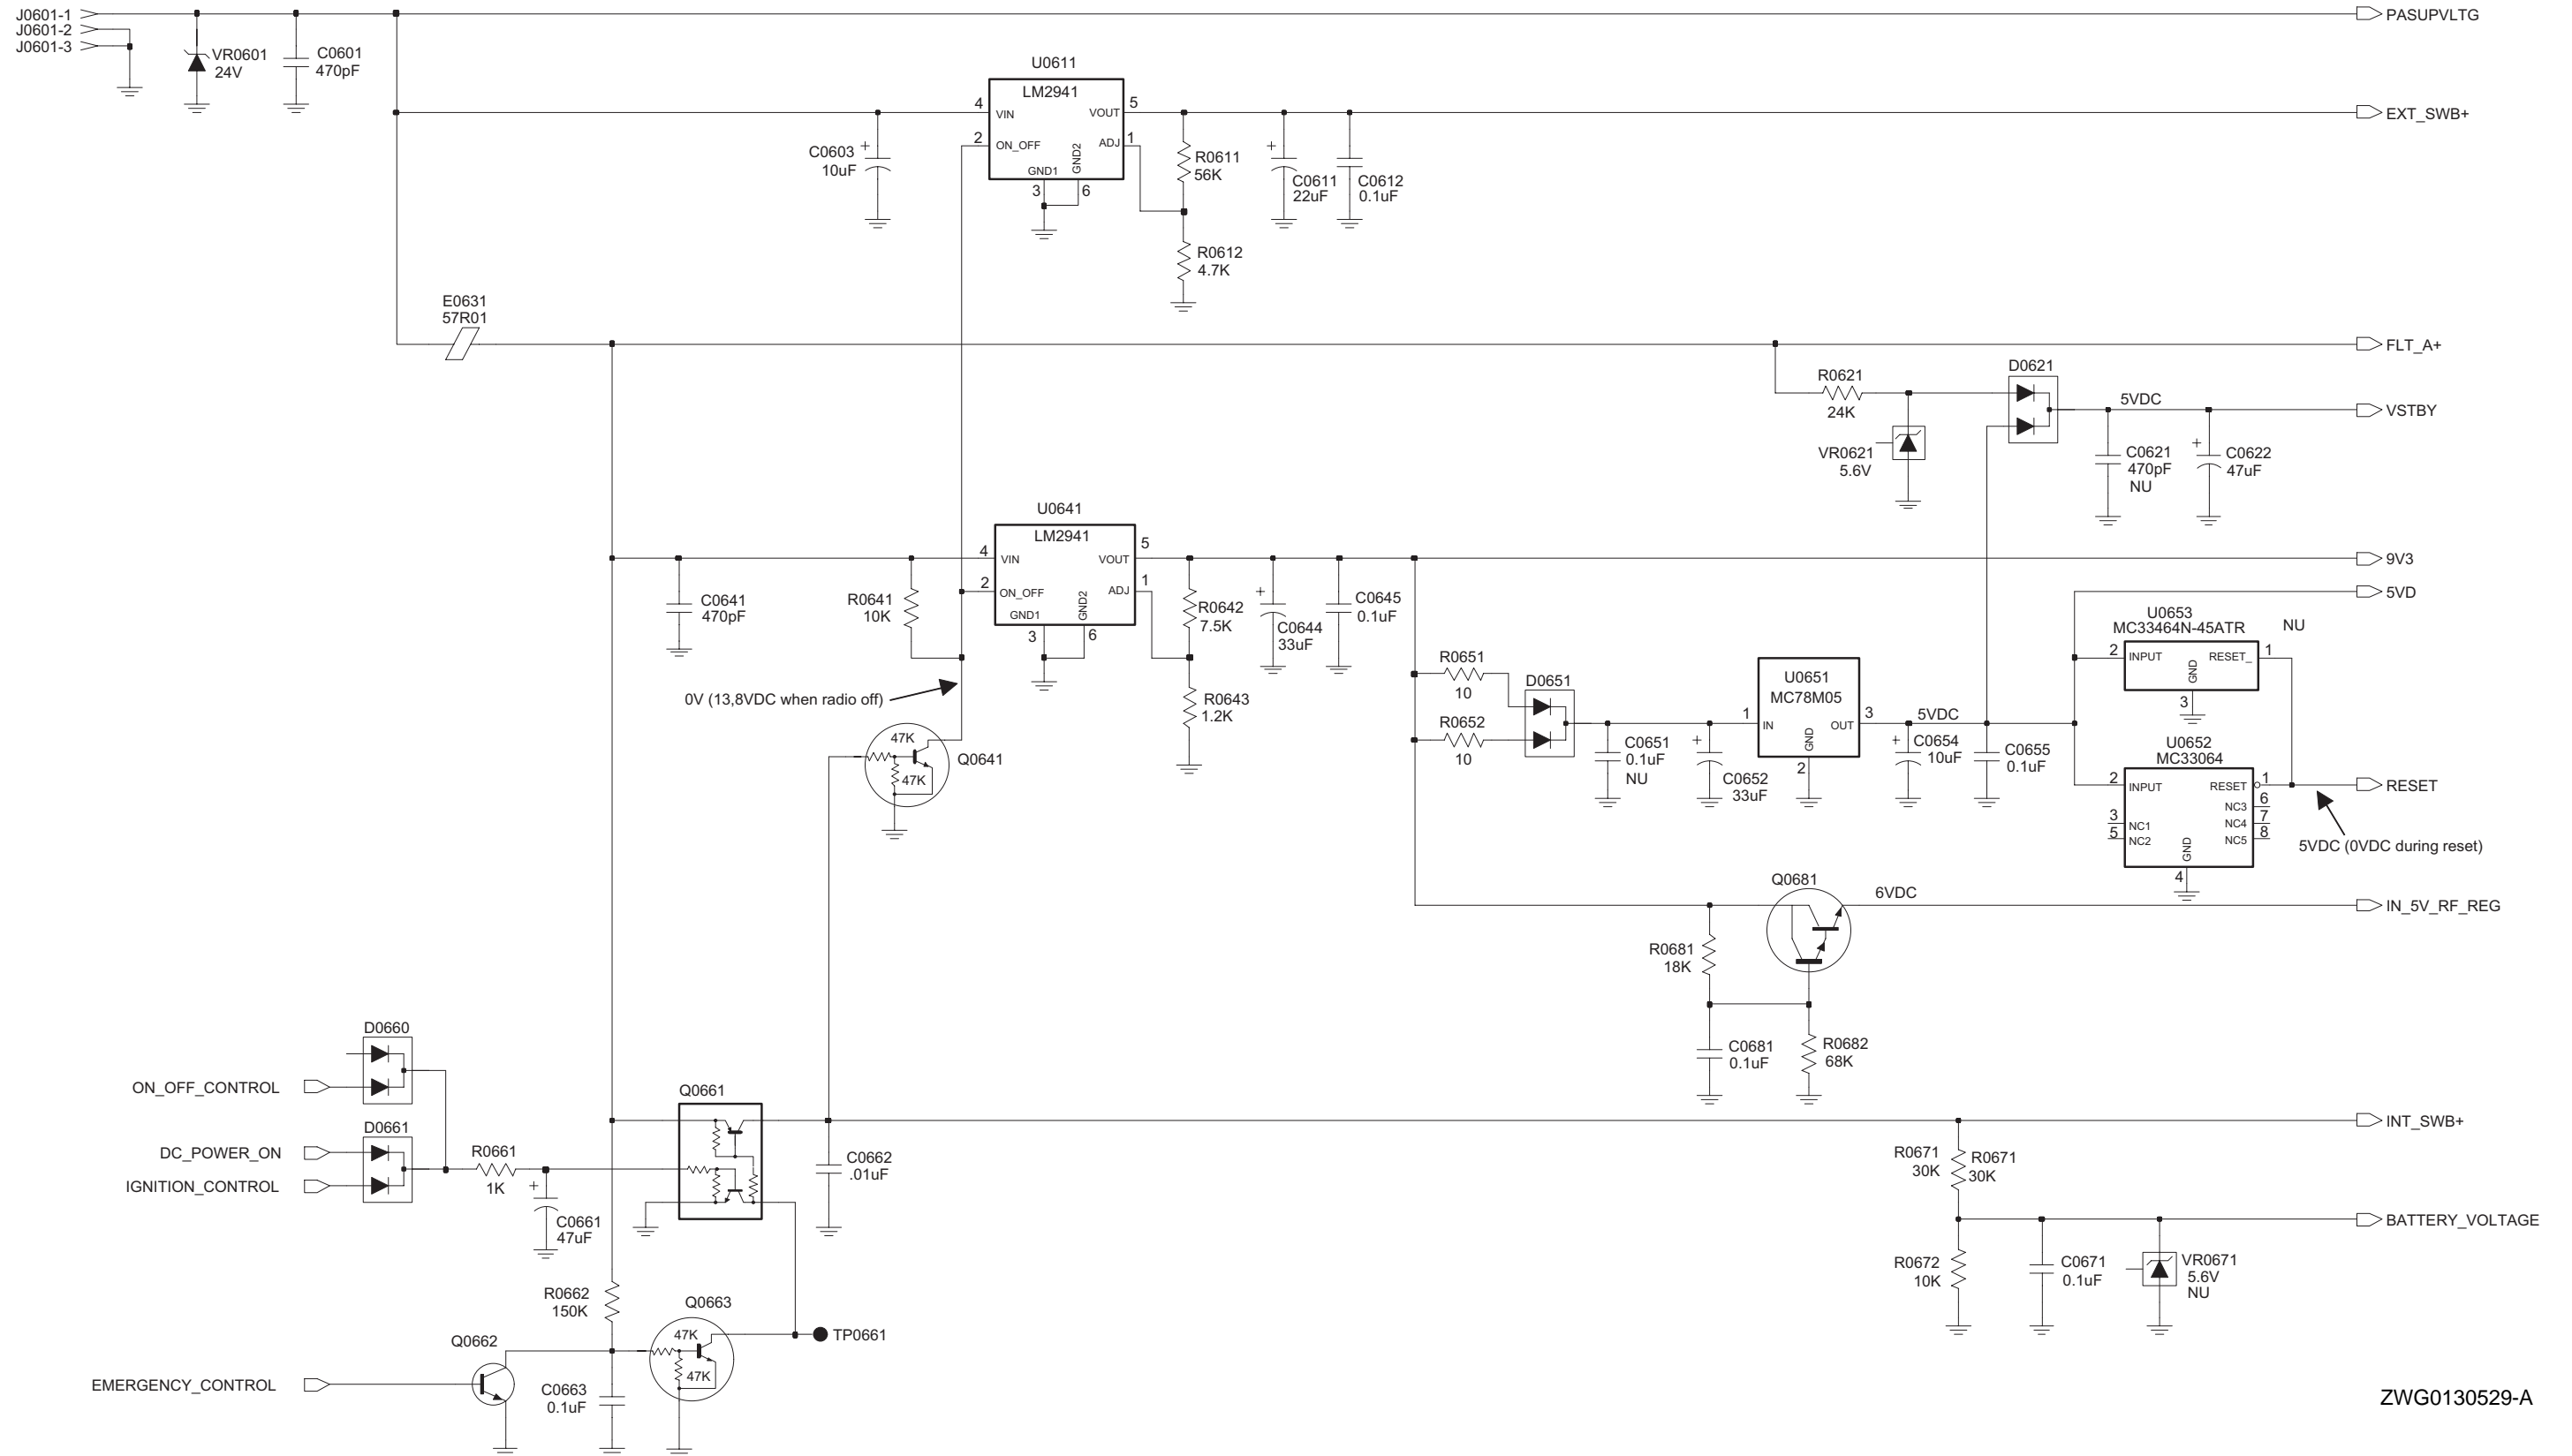 J0601-1
J0601-2
J0601-3
PASUPVLTG
VR0601
24V
C0601
470pF
U0611
LM2941
4
VIN
VOUT
5
2
ON_OFF
ADJ
1
GND1
GND2
3
6
EXT_SWB+
C0603
+
10uF
R0611
56K
+
C0611
22uF
C0612
0.1uF
R0612
4.7K
E0631
57R01
FLT_A+
R0621
24K
D0621
5VDC
VSTBY
VR0621
5.6V
C0621
470pF
NU
+
C0622
47uF
U0641
LM2941
4
VIN
VOUT
5
2
ON_OFF
ADJ
1
GND1
GND2
3
6
9V3
5VD
C0641
470pF
R0641
10K
R0642
7.5K
+
C0644
33uF
C0645
0.1uF
U0653
MC33464N-45ATR
NU
2
INPUT
RESET_
1
GND
3
0V (13,8VDC when radio off)
R0643
1.2K
R0651
10
D0651
R0652
10
U0651
MC78M05
1
IN
OUT
3
GND
2
5VDC
47K
47K
Q0641
C0651
0.1uF
NU
+
C0652
33uF
+
C0654
10uF
C0655
0.1uF
U0652
MC33064
2
INPUT
RESET
1
RESET
NC3
6
3
NC1
NC4
7
5
NC2
NC5
8
GND
4
5VDC (0VDC during reset)
Q0681
6VDC
IN_5V_RF_REG
R0681
18K
C0681
0.1uF
R0682
68K
D0660
ON_OFF_CONTROL
Q0661
INT_SWB+
D0661
DC_POWER_ON
IGNITION_CONTROL
R0661
1K
+
C0661
47uF
C0662
.01uF
R0671
30K
R0671
30K
BATTERY_VOLTAGE
R0672
10K
C0671
0.1uF
VR0671
5.6V
NU
R0662
150K
Q0663
47K
47K
TP0661
Q0662
EMERGENCY_CONTROL
C0663
0.1uF
ZWG0130529-A